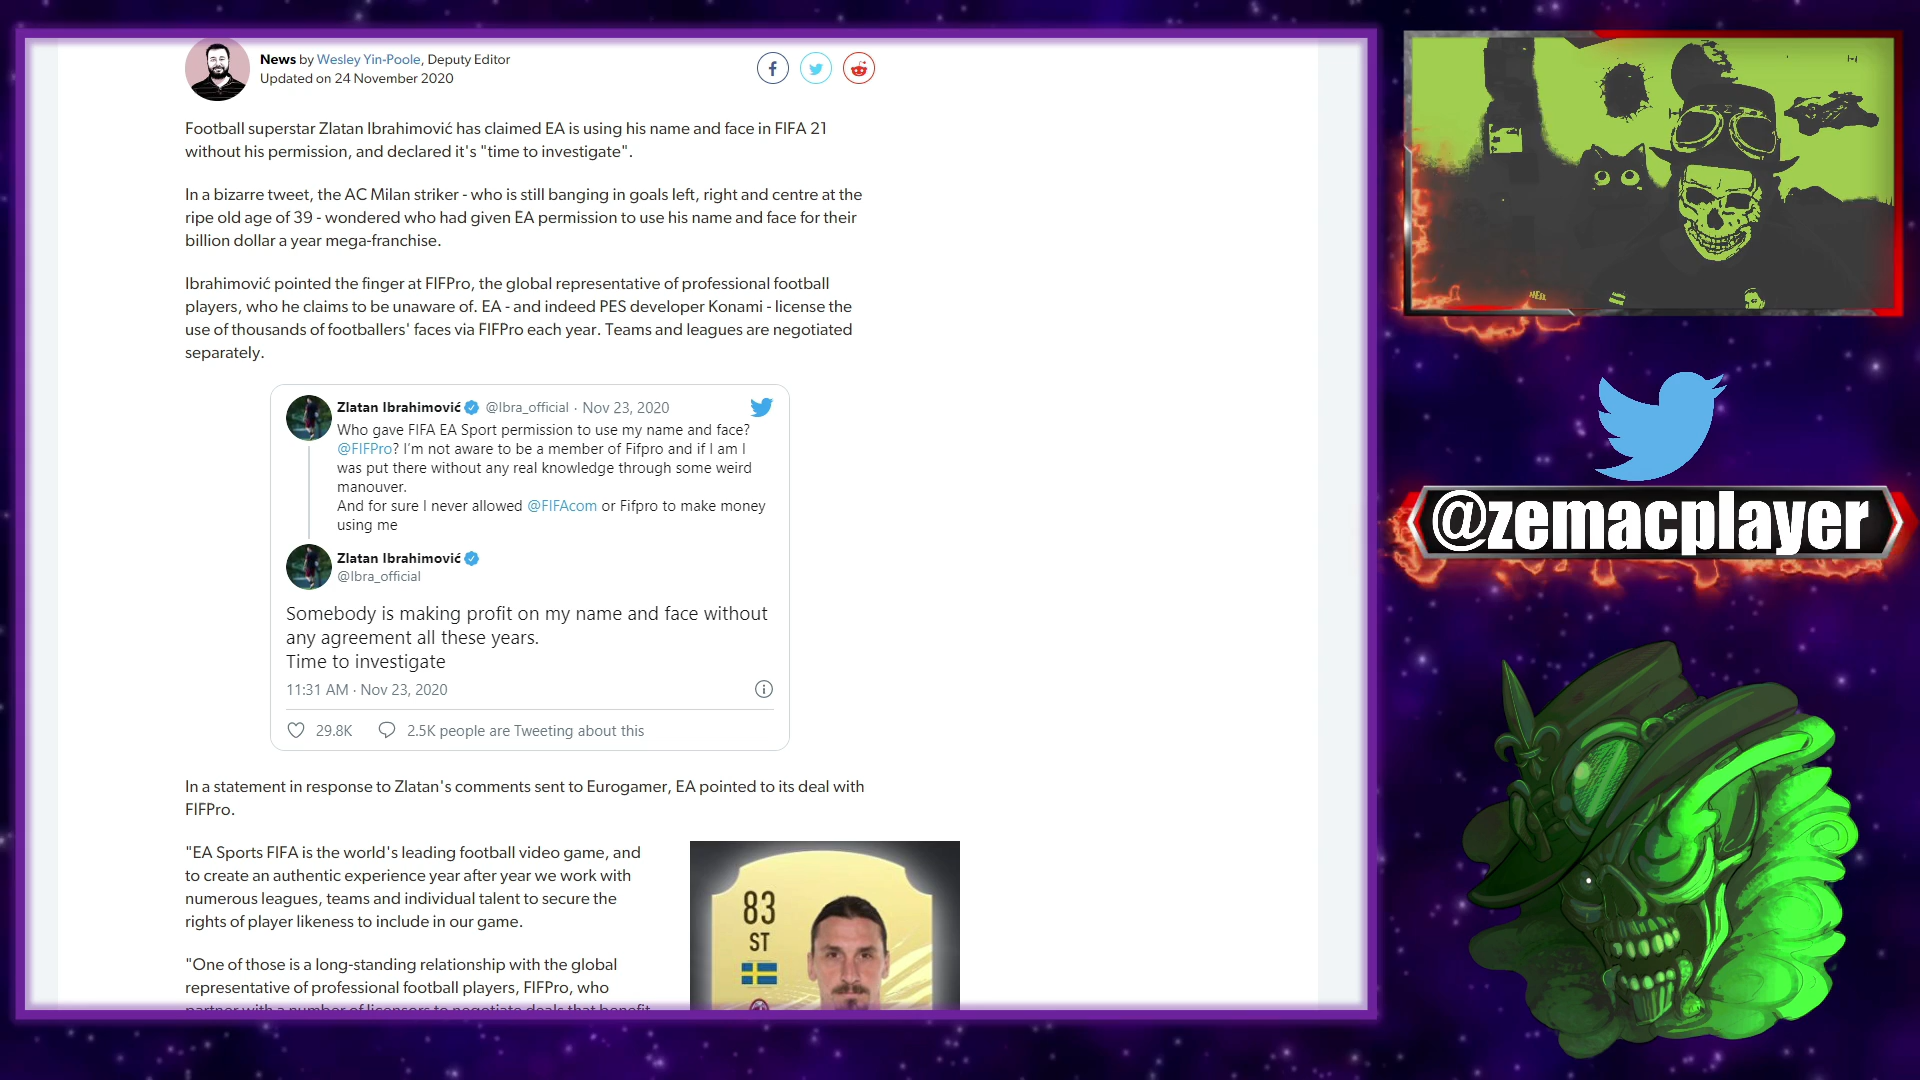 News by Wesley Yin-Poole, Deputy Editor
Updated on 24 November 2020
Football superstar Zlatan Ibrahimović has claimed EA is using his name and face in FIFA 21
without his permission, and declared it's "time to investigate".
In a bizarre tweet, the AC Milan striker - who is still banging in goals left, right and centre at the
ripe old age of 39 - wondered who had given EA permission to use his name and face for their
billion dollar a year mega-franchise.
Ibrahimović pointed the finger at FIFPro, the global representative of professional football
players, who he claims to be unaware of. EA - and indeed PES developer Konami - license the
use of thousands of footballers' faces via FIFPro each year. Teams and leagues are negotiated
separately.
Zlatan Ibrahimović @Ibra_official · Nov 23, 2020
Who gave FIFA EA Sport permission to use my name and face?
@FIFPro? I'm not aware to be a member of Fifpro and if I am I
was put there without any real knowledge through some weird
manouver.
And for sure I never allowed @FIFAcom or Fifpro to make money
using me
Zlatan Ibrahimović
@Ibra_official
Somebody is making profit on my name and face without
any agreement all these years.
Time to investigate
11:31 AM · Nov 23, 2020
29.8K 2.5K people are Tweeting about this
In a statement in response to Zlatan's comments sent to Eurogamer, EA pointed to its deal with
FIFPro.
"EA Sports FIFA is the world's leading football video game, and
to create an authentic experience year after year we work with
numerous leagues, teams and individual talent to secure the
rights of player likeness to include in our game.
"One of those is a long-standing relationship with the global
representative of professional football players, FIFPro, who
partner with a number of licensors to negotiate deals that benefit
83
ST
@zemacplayer